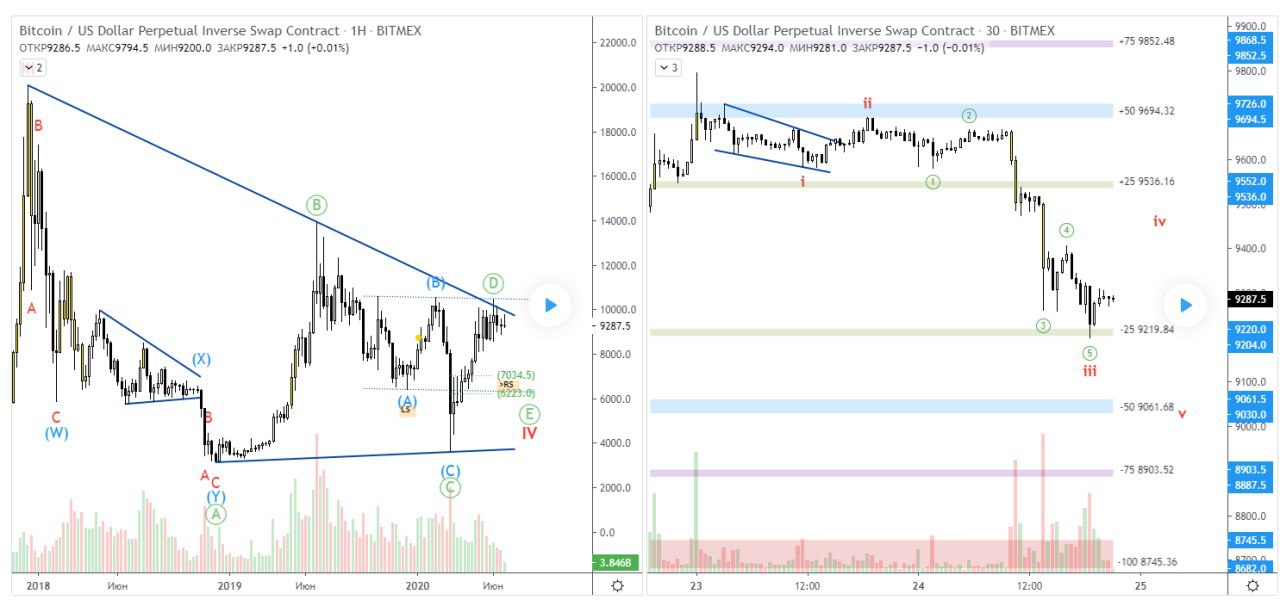 Bitcoin / US Dollar Perpetual Inverse Swap Contract · 1Н · BITMEX
ОТКР9286.5 МАКС9794.5 МИН9200.0 ЗАКР9287.5 +1.0 (+0.01%)
2
B
A
C
(W)
(X)
B
A
C
(Y)
A
B
(A)
LS
(B)
(C)
C
D
(7034.5)
>RS
(6223.0)
E
IV
22000.0
20000.0
18000.0
16000.0
14000.0
12000.0
10000.0
9287.5
8000.0
6000.0
4000.0
2000.0
0.0
3.846B
2018
Июн
2019
Июн
2020
Июн
Bitcoin / US Dollar Perpetual Inverse Swap Contract · 30 · BITMEX
ОТКР9288.5 МАКС9294.0 МИН9281.0 ЗАКР9287.5 −1.0 (−0.01%)
3
+75 9852.48
+50 9694.32
+25 9536.16
-25 9219.84
-50 9061.68
-75 8903.52
-100 8745.36
i
ii
1
2
3
4
5
iii
iv
v
9900.0
9868.5
9852.5
9800.0
9726.0
9694.5
9600.0
9552.0
9536.0
9400.0
9287.5
9220.0
9204.0
9100.0
9061.5
9030.0
9000.0
8903.5
8887.5
8800.0
8745.5
8682.0
23
12:00
24
12:00
25